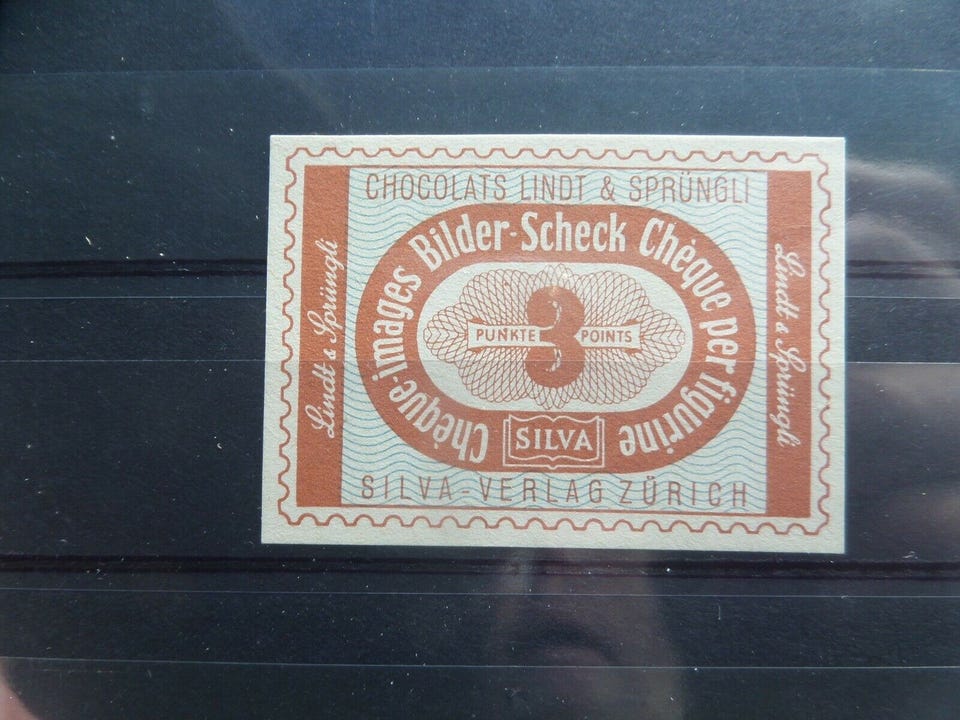 CHOCOLATS LINDT & SPRÜNGLI
Lindt & Sprüngli
Chèque-images Bilder-Scheck Chèque per figurine
PUNKTE 3 POINTS
SILVA
Lindt & Sprüngli
SILVA-VERLAG ZÜRICH